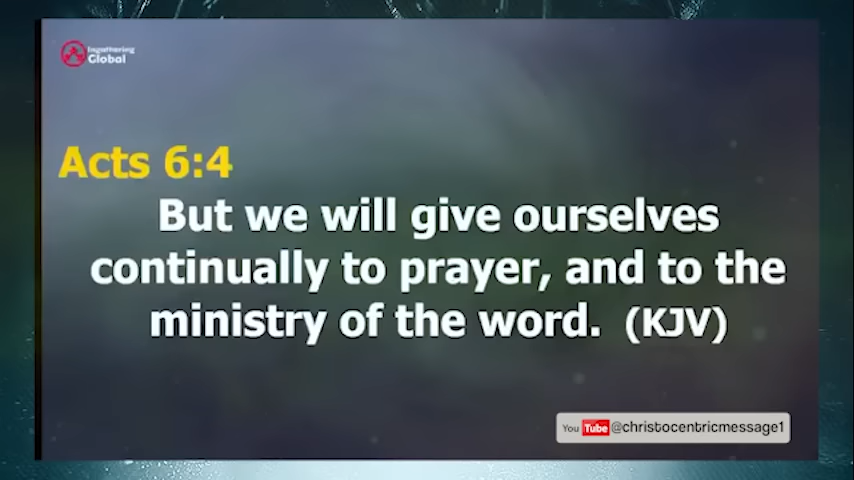 Ingathering
Global
Acts 6:4
But we will give ourselves
continually to prayer, and to the
ministry of the word. (KJV)
You Tube @christocentricmessage1